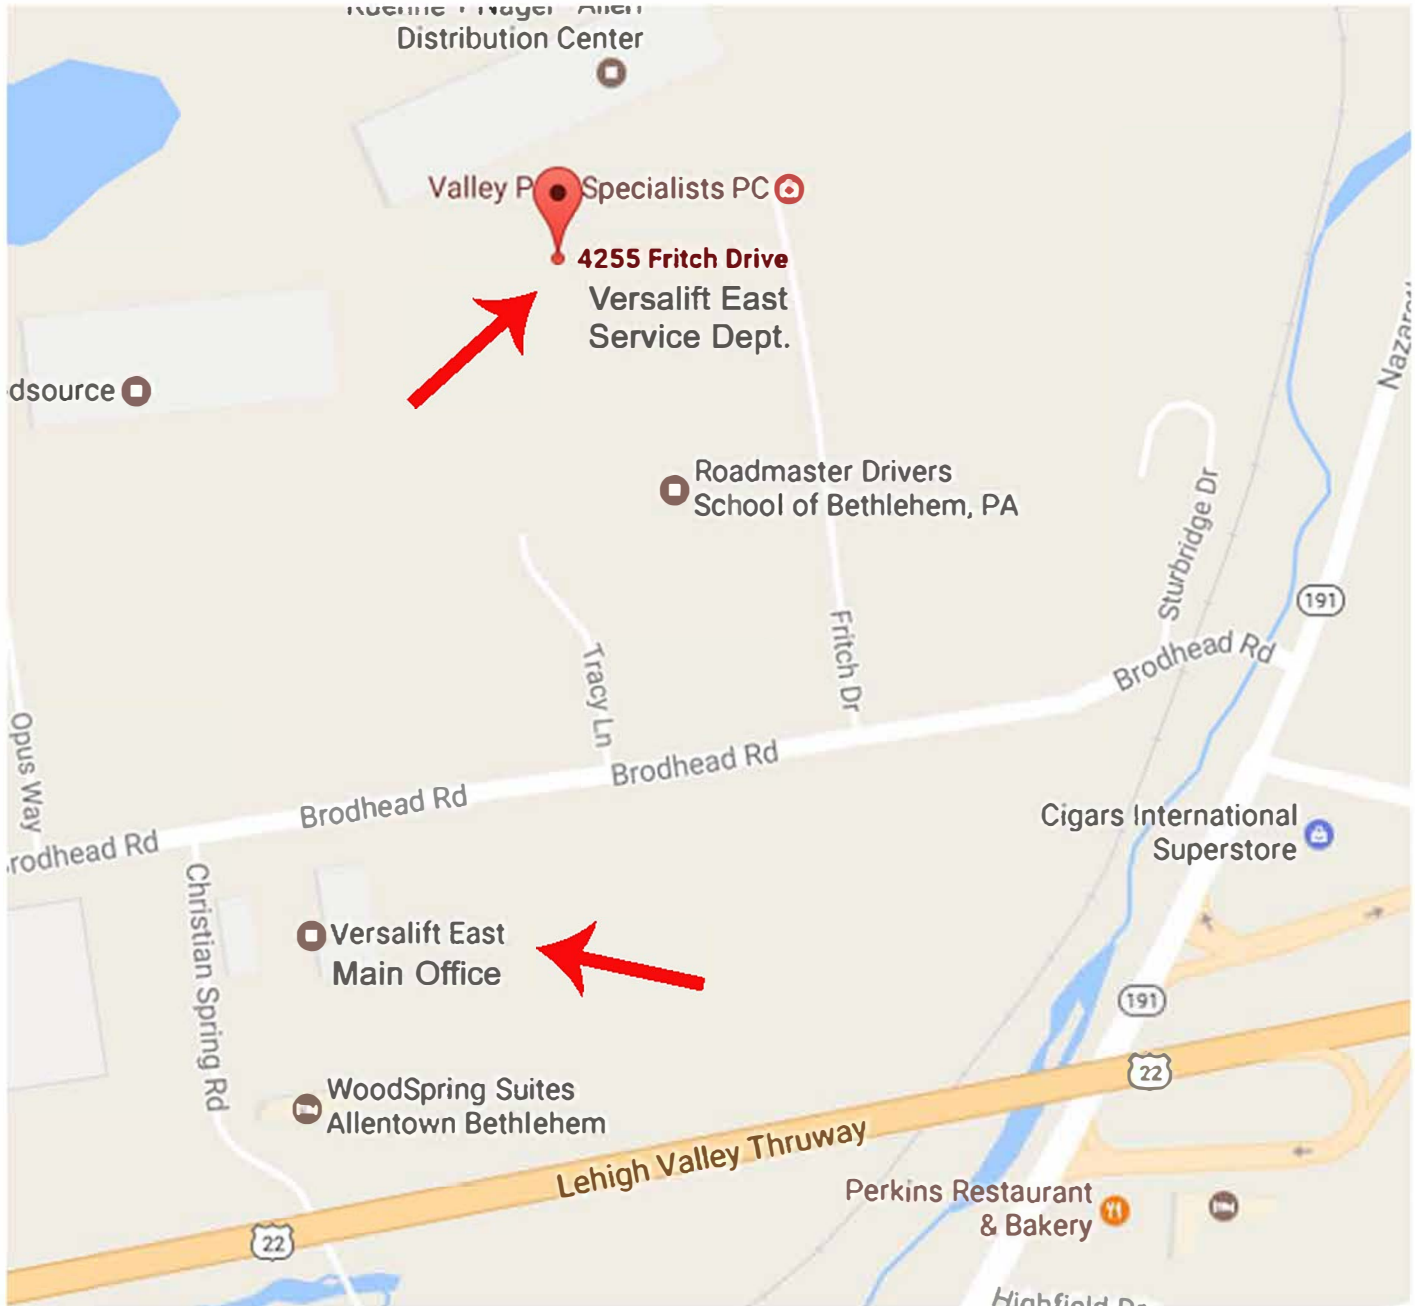 Distribution Center
Valley P Specialists PC
4255 Fritch Drive
Versalift East
Service Dept.
dsource
Roadmaster Drivers
School of Bethlehem, PA
Sturbridge Dr
191
Fritch Dr
Brodhead Rd
Tracy Ln
Opus Way
Brodhead Rd
Brodhead Rd
rodhead Rd
Cigars International
Superstore
Christian Spring Rd
Versalift East
Main Office
191
22
WoodSpring Suites
Allentown Bethlehem
Lehigh Valley Thruway
Perkins Restaurant
& Bakery
22